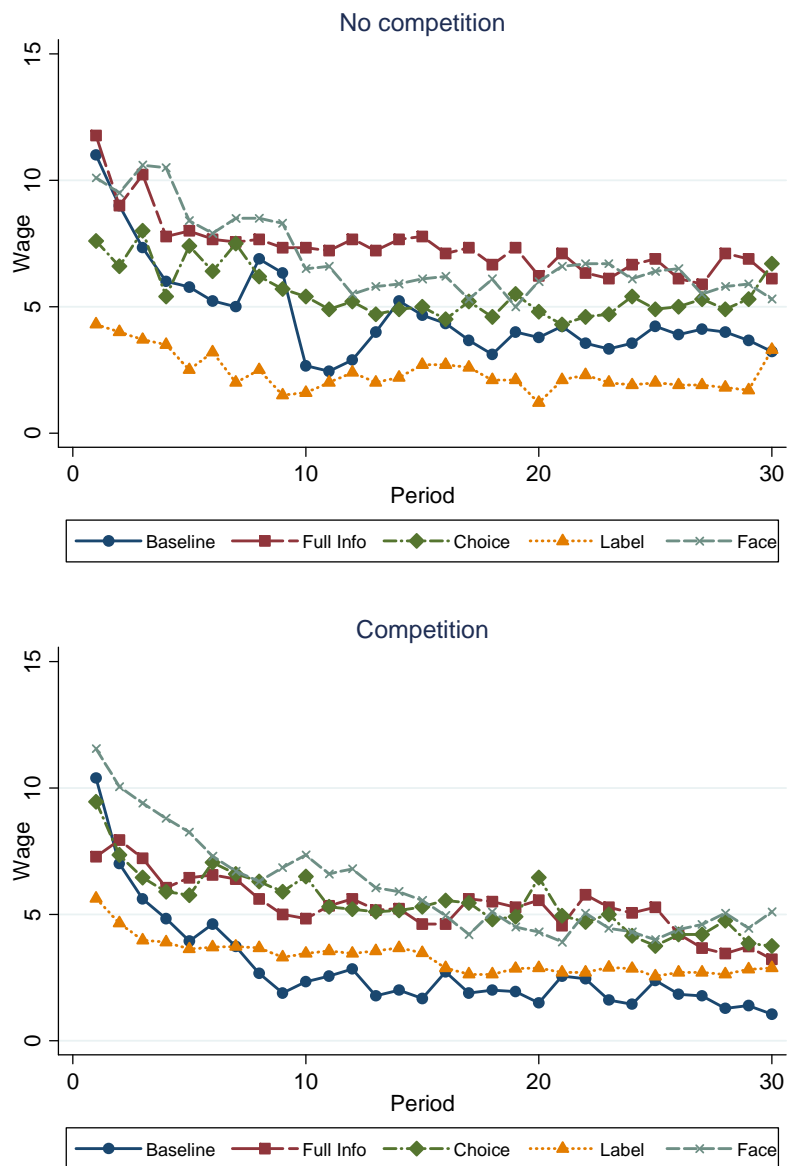 No competition
15
10
5
0
Wage
0 10 20 30
Period
Baseline Full Info Choice Label Face
Competition
15
10
5
0
Wage
0 10 20 30
Period
Baseline Full Info Choice Label Face